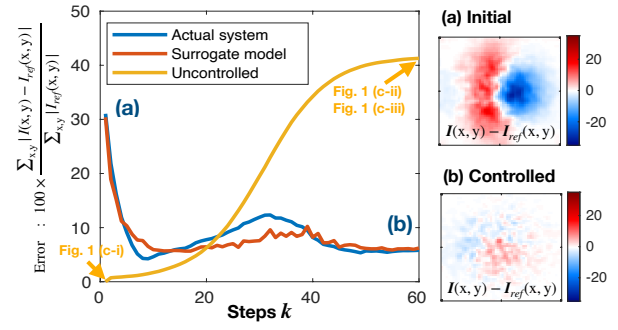 Error : 100 × Σx,y | I(x, y) − Iref(x, y)| / Σx,y | Iref(x, y)|
50
40
30
20
10
0
0
20
40
60
Steps k
Actual system
Surrogate model
Uncontrolled
(a)
Fig. 1 (c-ii)
Fig. 1 (c-iii)
Fig. 1 (c-i)
(b)
(a) Initial
I(x, y) − Iref(x, y)
20
0
-20
(b) Controlled
I(x, y) − Iref(x, y)
20
0
-20